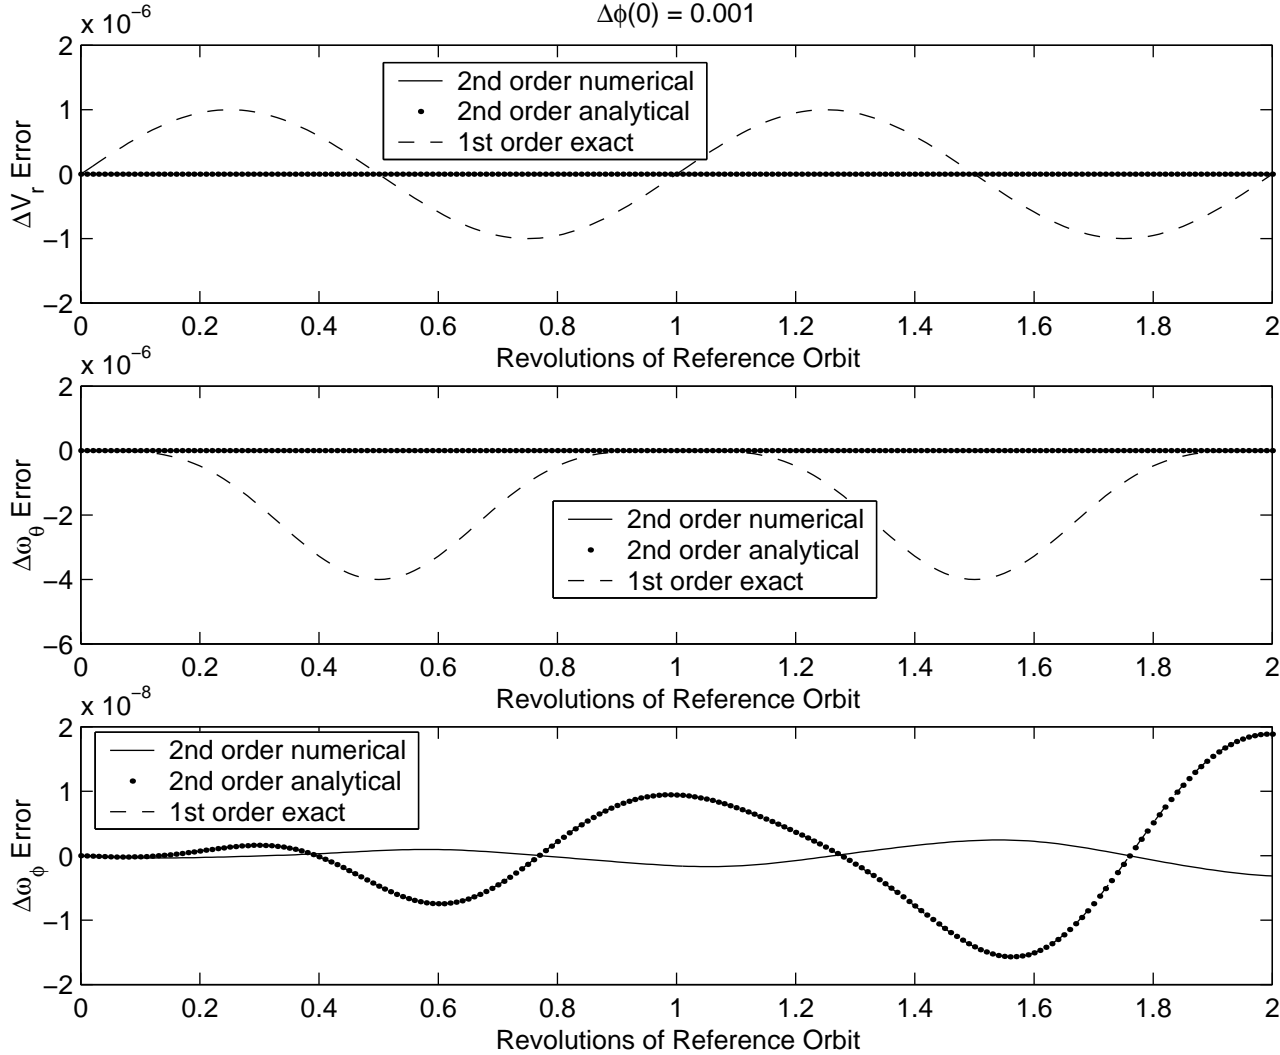 Δϕ(0) = 0.001
x 10⁻⁶
2
1
0
−1
−2
ΔVᵣ Error
2nd order numerical
2nd order analytical
1st order exact
0 0.2 0.4 0.6 0.8 1 1.2 1.4 1.6 1.8 2
Revolutions of Reference Orbit
x 10⁻⁶
2
0
−2
−4
−6
Δω_θ Error
2nd order numerical
2nd order analytical
1st order exact
0 0.2 0.4 0.6 0.8 1 1.2 1.4 1.6 1.8 2
Revolutions of Reference Orbit
x 10⁻⁸
2
1
0
−1
−2
Δω_ϕ Error
2nd order numerical
2nd order analytical
1st order exact
0 0.2 0.4 0.6 0.8 1 1.2 1.4 1.6 1.8 2
Revolutions of Reference Orbit